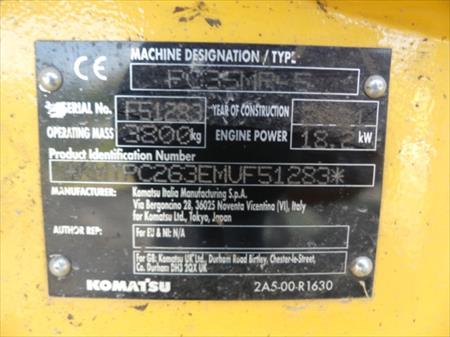 CE
MACHINE DESIGNATION / TYPE
PC35MR-5
SERIAL No. F51283 YEAR OF CONSTRUCTION
OPERATING MASS 3800 kg ENGINE POWER 18.2 kW
Product Identification Number
PC263EMUF51283*
MANUFACTURER: Komatsu Italia Manufacturing S.p.A.
Via Bergoncino 28, 36025 Noventa Vicentina (VI), Italy
for Komatsu Ltd., Tokyo, Japan
AUTHOR REP: For EU & NI: N/A
For GB: Komatsu UK Ltd., Durham Road Birtley, Chester-le-Street,
Co. Durham DH3 2QX UK
KOMATSU 2A5-00-R1630